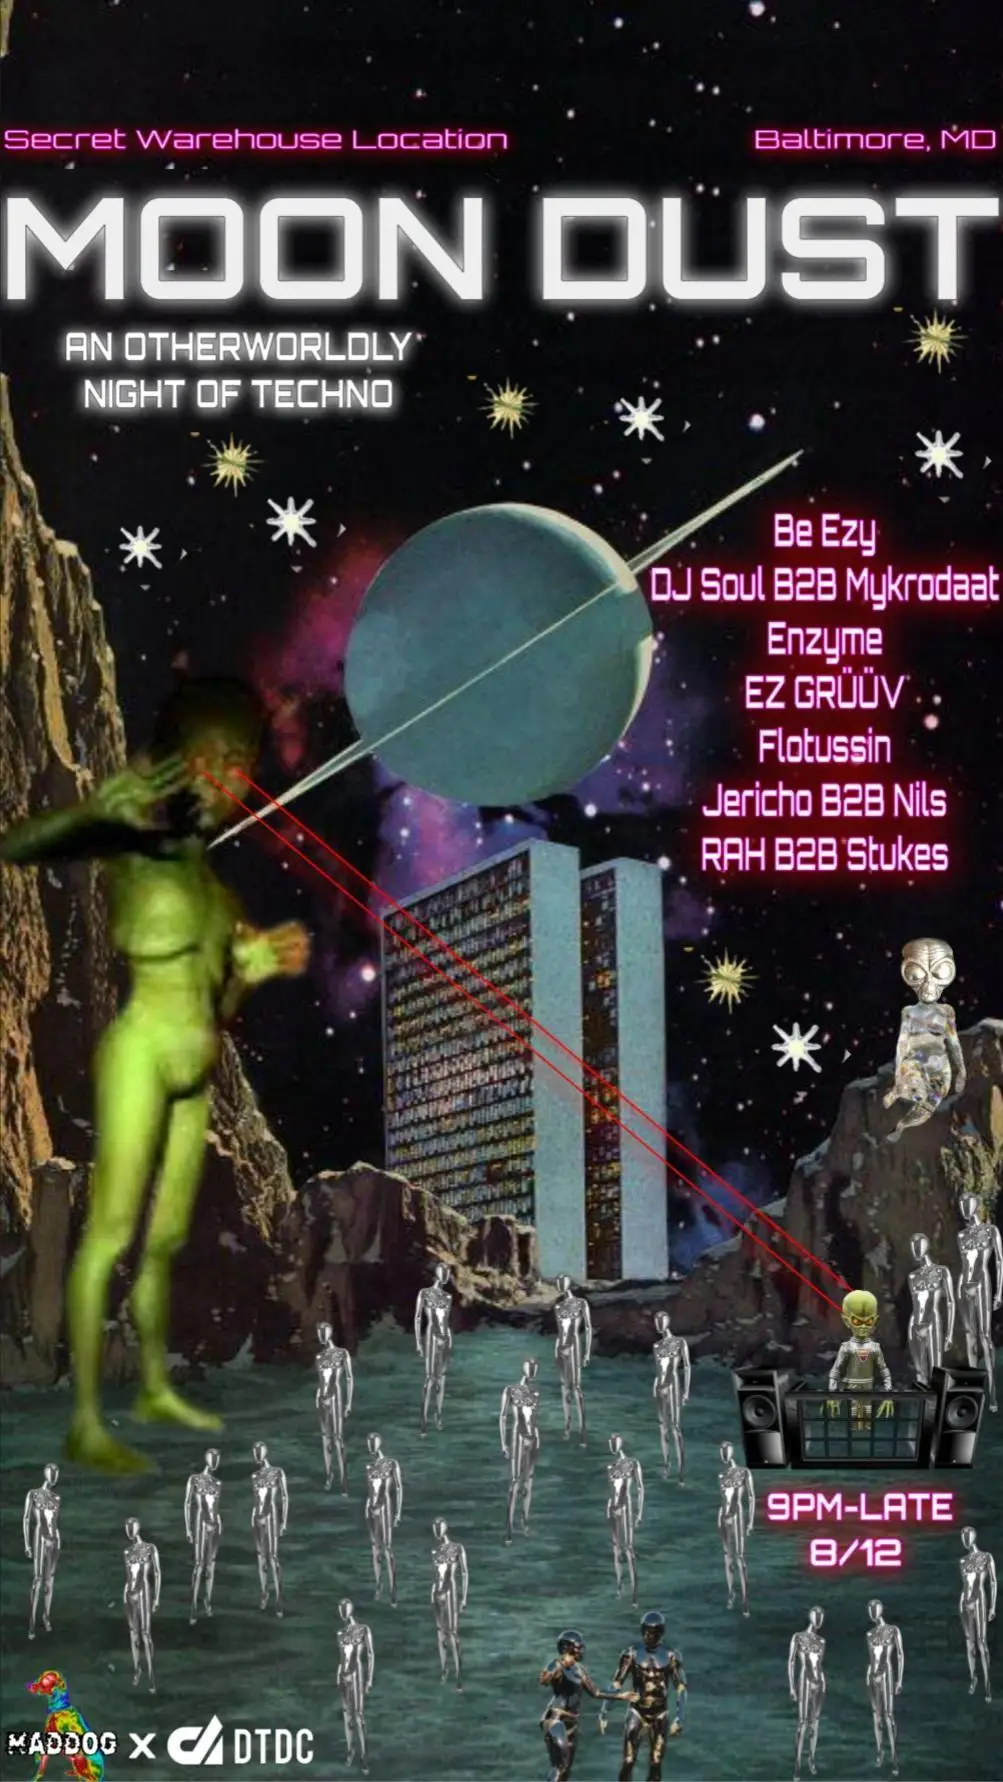 Secret Warehouse Location
Baltimore, MD
MOON DUST
AN OTHERWORLDLY
NIGHT OF TECHNO
Be Ezy
DJ Soul B2B Mykrodaat
Enzyme
EZ GRÜÜV
Flotussin
Jericho B2B Nils
RAH B2B Stukes
9PM-LATE
8/12
MADDOG X DTDC